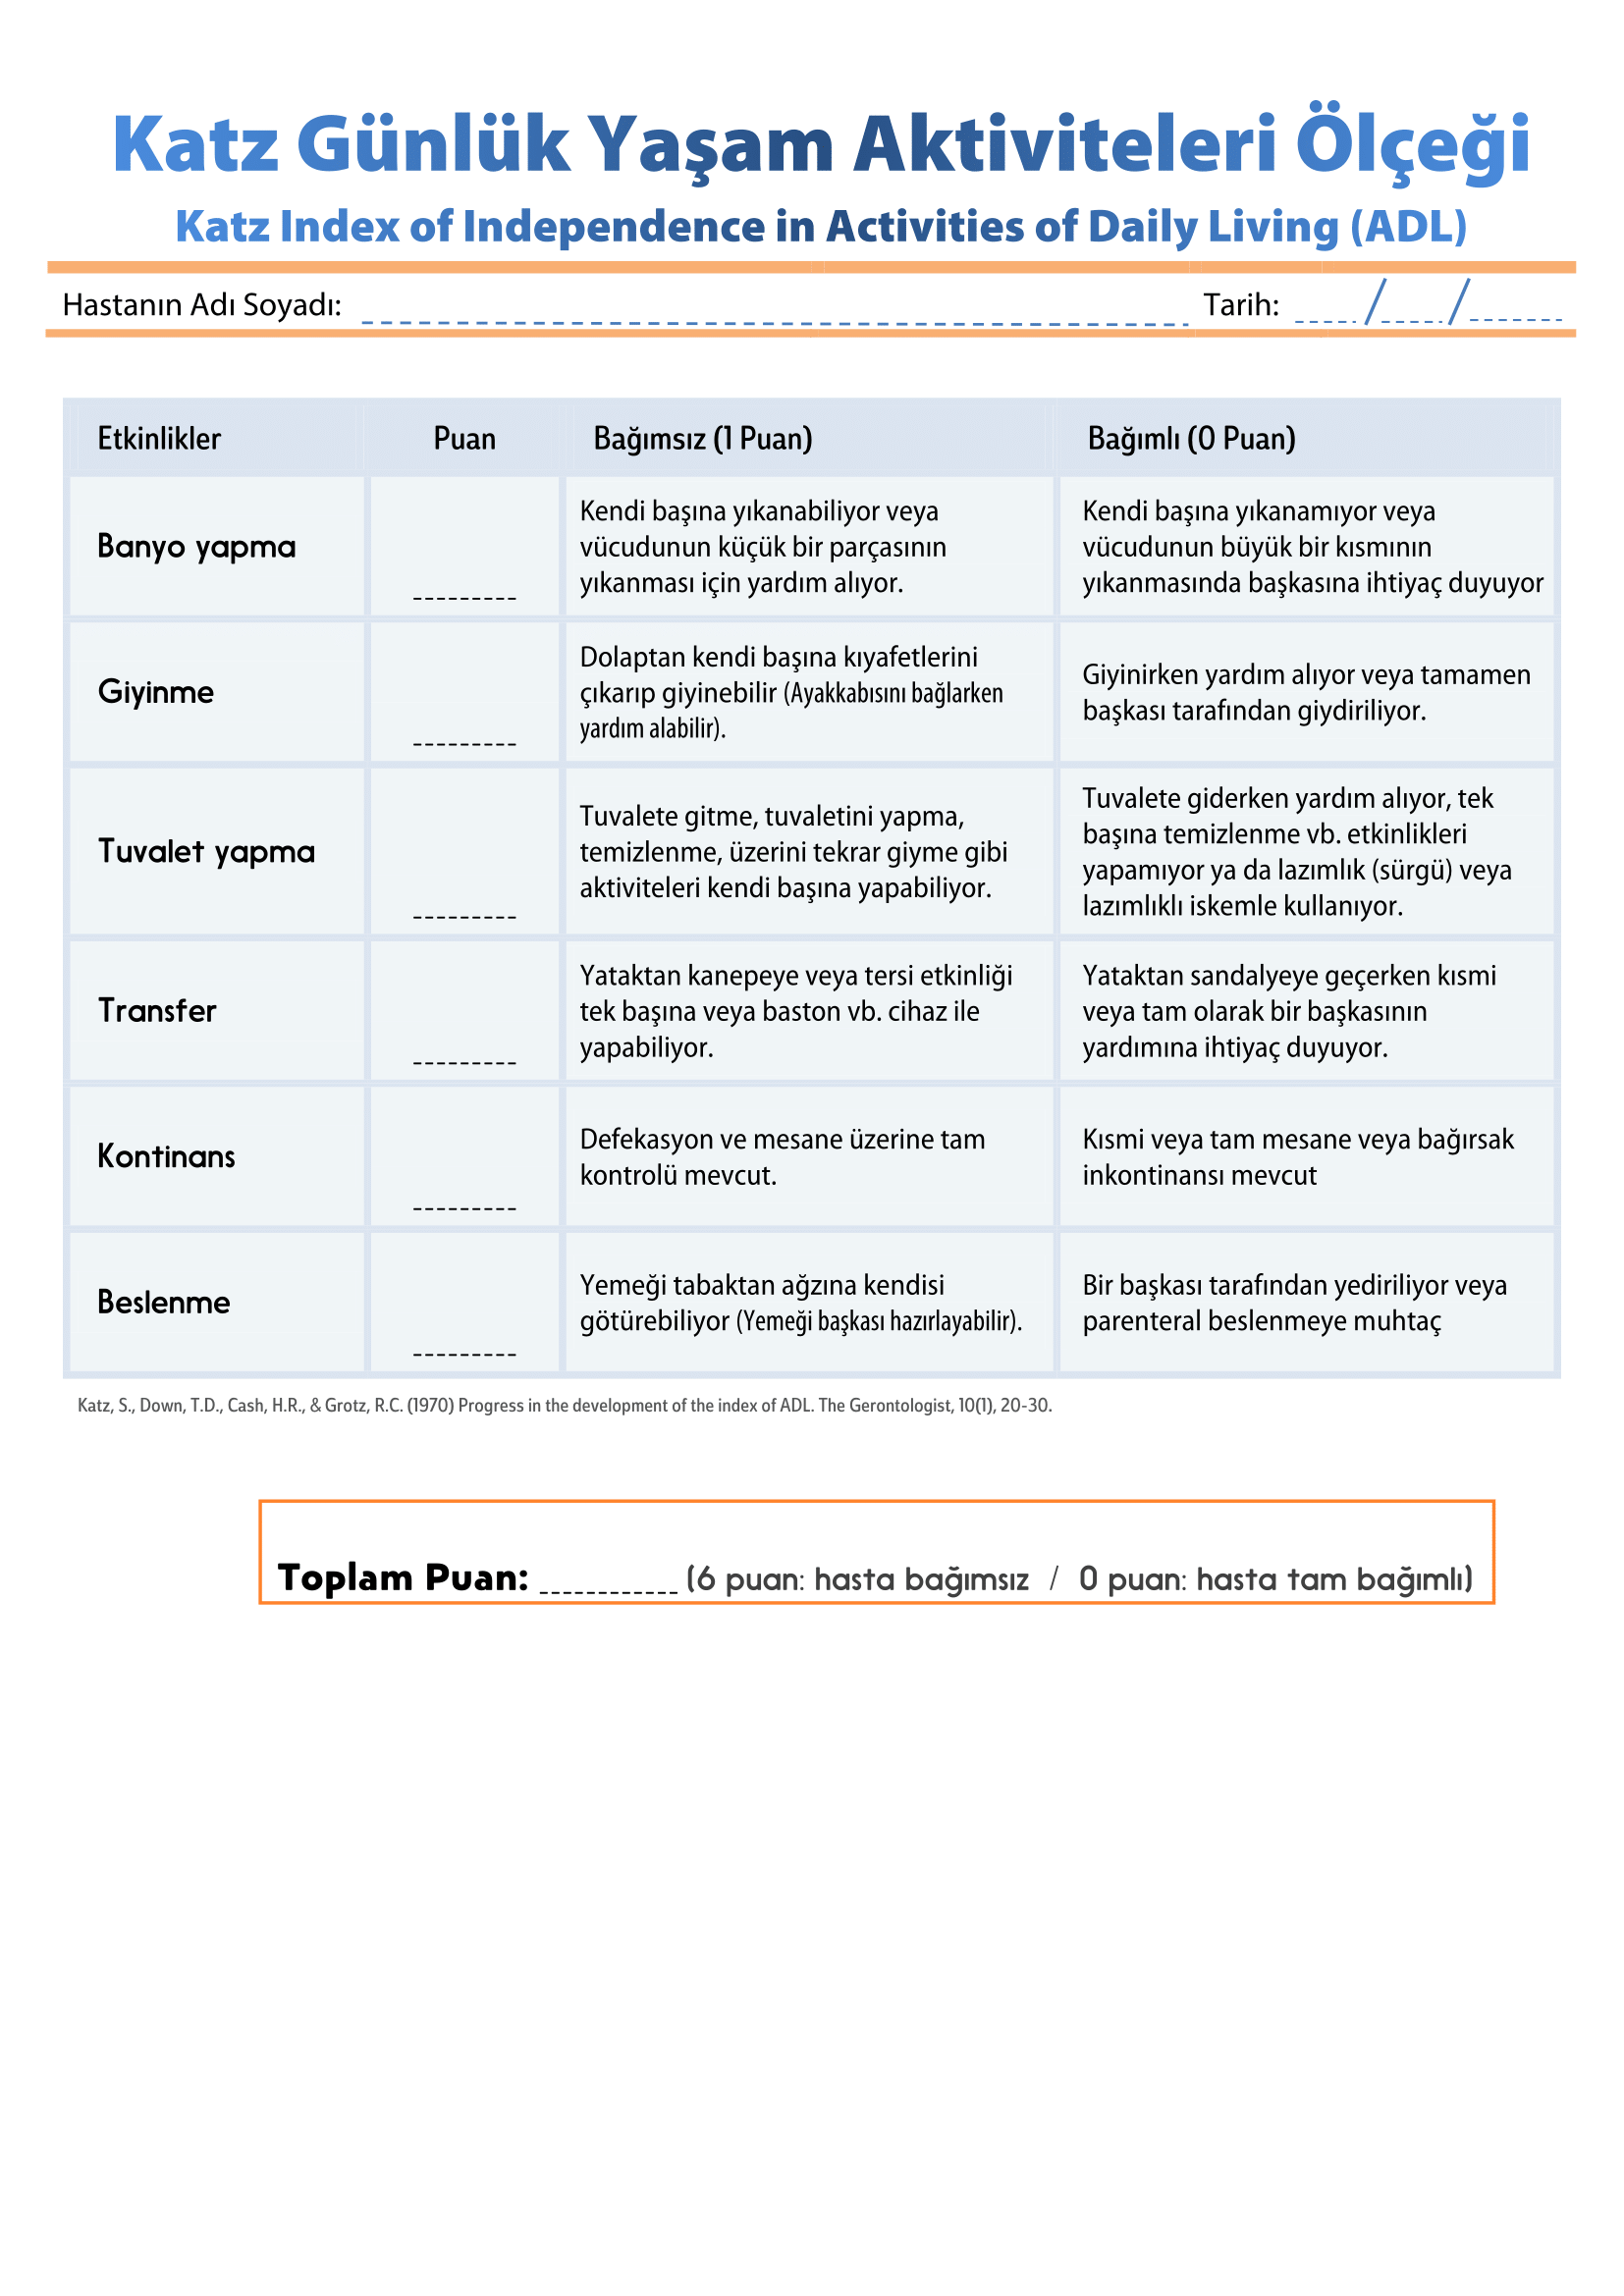 Katz Günlük Yaşam Aktiviteleri Ölçeği
Katz Index of Independence in Activities of Daily Living (ADL)
Hastanın Adı Soyadı: Tarih: / /
Etkinlikler Puan Bağımsız (1 Puan) Bağımlı (0 Puan)
Banyo yapma
Kendi başına yıkanabiliyor veya
vücudunun küçük bir parçasının
yıkanması için yardım alıyor.
Kendi başına yıkanamıyor veya
vücudunun büyük bir kısmının
yıkanmasında başkasına ihtiyaç duyuyor
Giyinme
Dolaptan kendi başına kıyafetlerini
çıkarıp giyinebilir (Ayakkabısını bağlarken
yardım alabilir).
Giyinirken yardım alıyor veya tamamen
başkası tarafından giydiriliyor.
Tuvalet yapma
Tuvalete gitme, tuvaletini yapma,
temizlenme, üzerini tekrar giyme gibi
aktiviteleri kendi başına yapabiliyor.
Tuvalete giderken yardım alıyor, tek
başına temizlenme vb. etkinlikleri
yapamıyor ya da lazımlık (sürgü) veya
lazımlıklı iskemle kullanıyor.
Transfer
Yataktan kanepeye veya tersi etkinliği
tek başına veya baston vb. cihaz ile
yapabiliyor.
Yataktan sandalyeye geçerken kısmi
veya tam olarak bir başkasının
yardımına ihtiyaç duyuyor.
Kontinans
Defekasyon ve mesane üzerine tam
kontrolü mevcut.
Kısmi veya tam mesane veya bağırsak
inkontinansı mevcut
Beslenme
Yemeği tabaktan ağzına kendisi
götürebiliyor (Yemeği başkası hazırlayabilir).
Bir başkası tarafından yediriliyor veya
parenteral beslenmeye muhtaç
Katz, S., Down, T.D., Cash, H.R., & Grotz, R.C. (1970) Progress in the development of the index of ADL. The Gerontologist, 10(1), 20-30.
Toplam Puan: ____________ (6 puan: hasta bağımsız / 0 puan: hasta tam bağımlı)